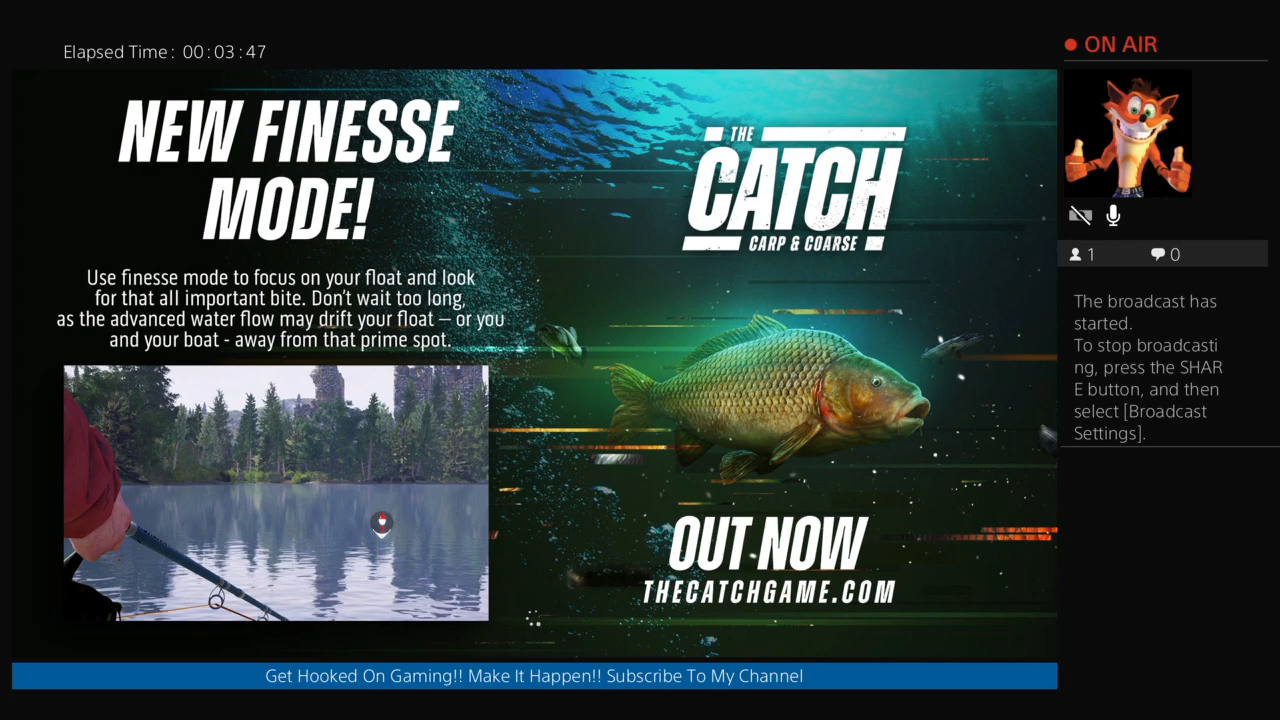 Elapsed Time: 00:03:47
ON AIR
NEW FINESSE
MODE!
Use finesse mode to focus on your float and look
for that all important bite. Don't wait too long,
as the advanced water flow may drift your float – or you
and your boat - away from that prime spot.
THE
CATCH
CARP & COARSE
OUT NOW
THECATCHGAME.COM
1
0
The broadcast has
started.
To stop broadcasti
ng, press the SHAR
E button, and then
select [Broadcast
Settings].
Get Hooked On Gaming!! Make It Happen!! Subscribe To My Channel